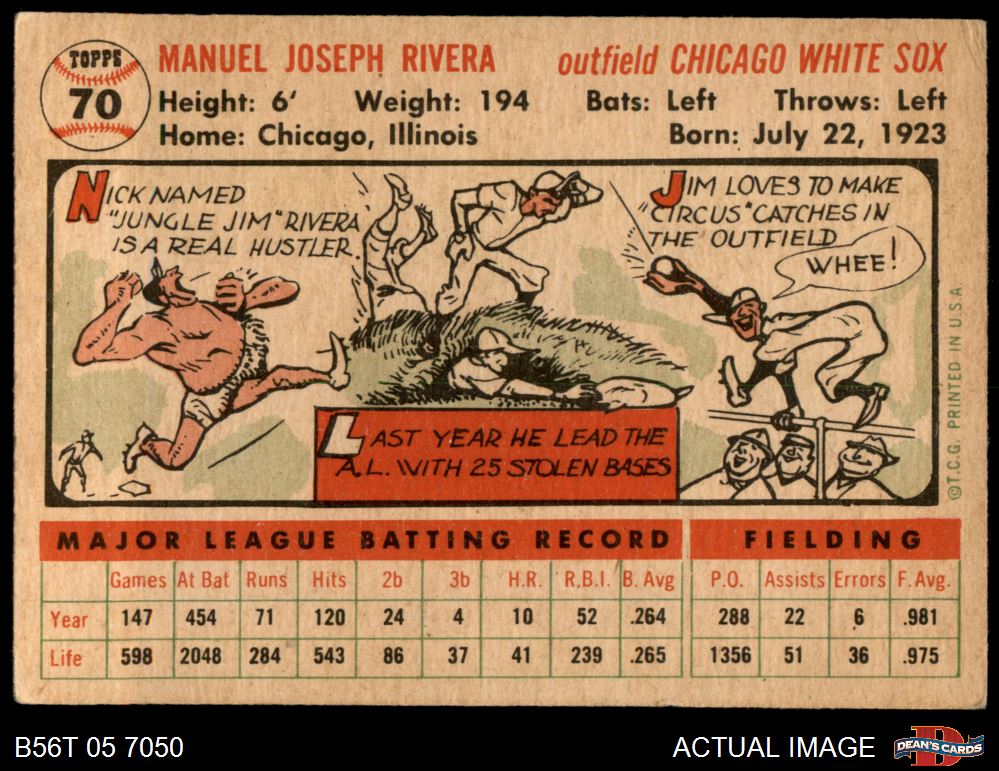 TOPPS
70
MANUEL JOSEPH RIVERA outfield CHICAGO WHITE SOX
Height: 6' Weight: 194 Bats: Left Throws: Left
Home: Chicago, Illinois Born: July 22, 1923
NICK NAMED
"JUNGLE JIM" RIVERA
IS A REAL HUSTLER.
JIM LOVES TO MAKE
"CIRCUS" CATCHES IN
THE OUTFIELD
WHEE!
LAST YEAR HE LEAD THE
A.L. WITH 25 STOLEN BASES
© T.C.G. PRINTED IN U.S.A.
MAJOR LEAGUE BATTING RECORD FIELDING
Games At Bat Runs Hits 2b 3b H.R. R.B.I. B. Avg P.O. Assists Errors F. Avg.
Year 147 454 71 120 24 4 10 52 .264 288 22 6 .981
Life 598 2048 284 543 86 37 41 239 .265 1356 51 36 .975
B56T 05 7050 ACTUAL IMAGE DEAN'S CARDS